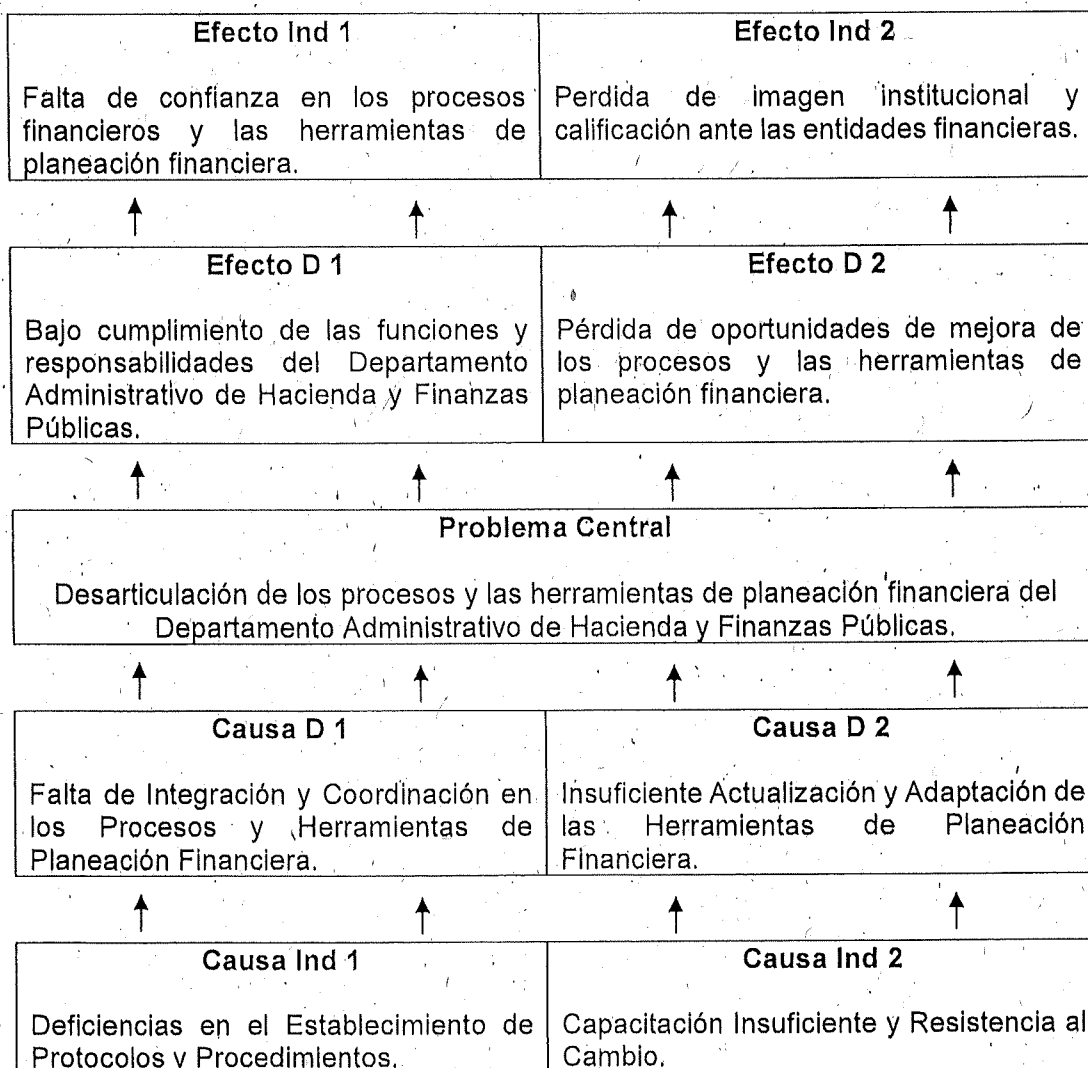 Efecto Ind 1
Falta de confianza en los procesos
financieros y las herramientas de
planeación financiera.
Efecto Ind 2
Perdida de imagen institucional y
calificación ante las entidades financieras.
Efecto D 1
Bajo cumplimiento de las funciones y
responsabilidades del Departamento
Administrativo de Hacienda y Finanzas
Públicas.
Efecto D 2
Pérdida de oportunidades de mejora de
los procesos y las herramientas de
planeación financiera.
Problema Central
Desarticulación de los procesos y las herramientas de planeación financiera del
Departamento Administrativo de Hacienda y Finanzas Públicas.
Causa D 1
Falta de Integración y Coordinación en
los Procesos y Herramientas de
Planeación Financiera.
Causa D 2
Insuficiente Actualización y Adaptación de
las Herramientas de Planeación
Financiera.
Causa Ind 1
Deficiencias en el Establecimiento de
Protocolos y Procedimientos.
Causa Ind 2
Capacitación Insuficiente y Resistencia al
Cambio.